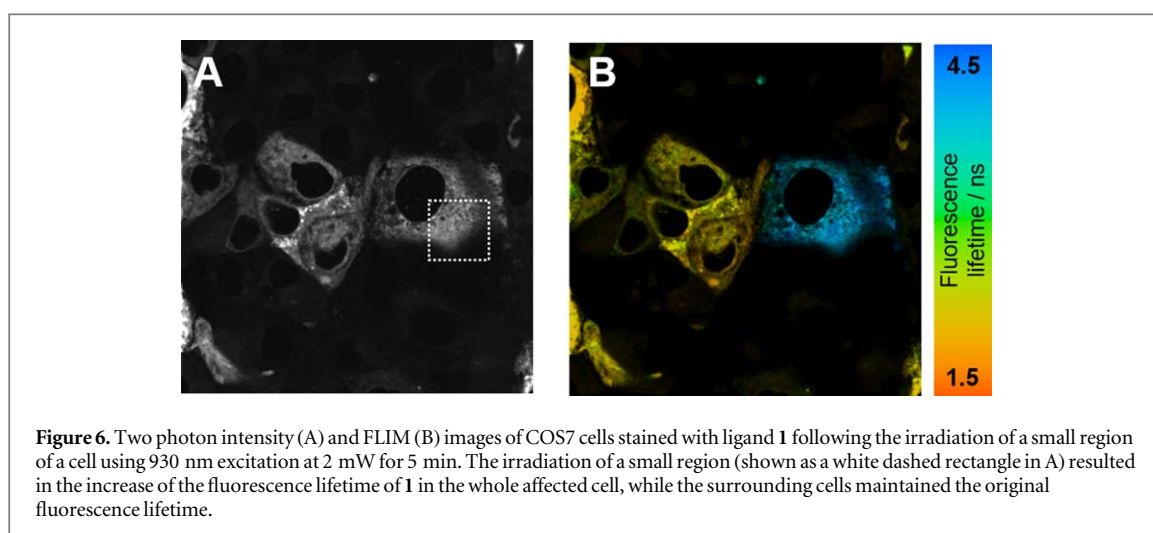 A
B
4.5
Fluorescence
lifetime / ns
1.5
Figure 6. Two photon intensity (A) and FLIM (B) images of COS7 cells stained with ligand 1 following the irradiation of a small region
of a cell using 930 nm excitation at 2 mW for 5 min. The irradiation of a small region (shown as a white dashed rectangle in A) resulted
in the increase of the fluorescence lifetime of 1 in the whole affected cell, while the surrounding cells maintained the original
fluorescence lifetime.